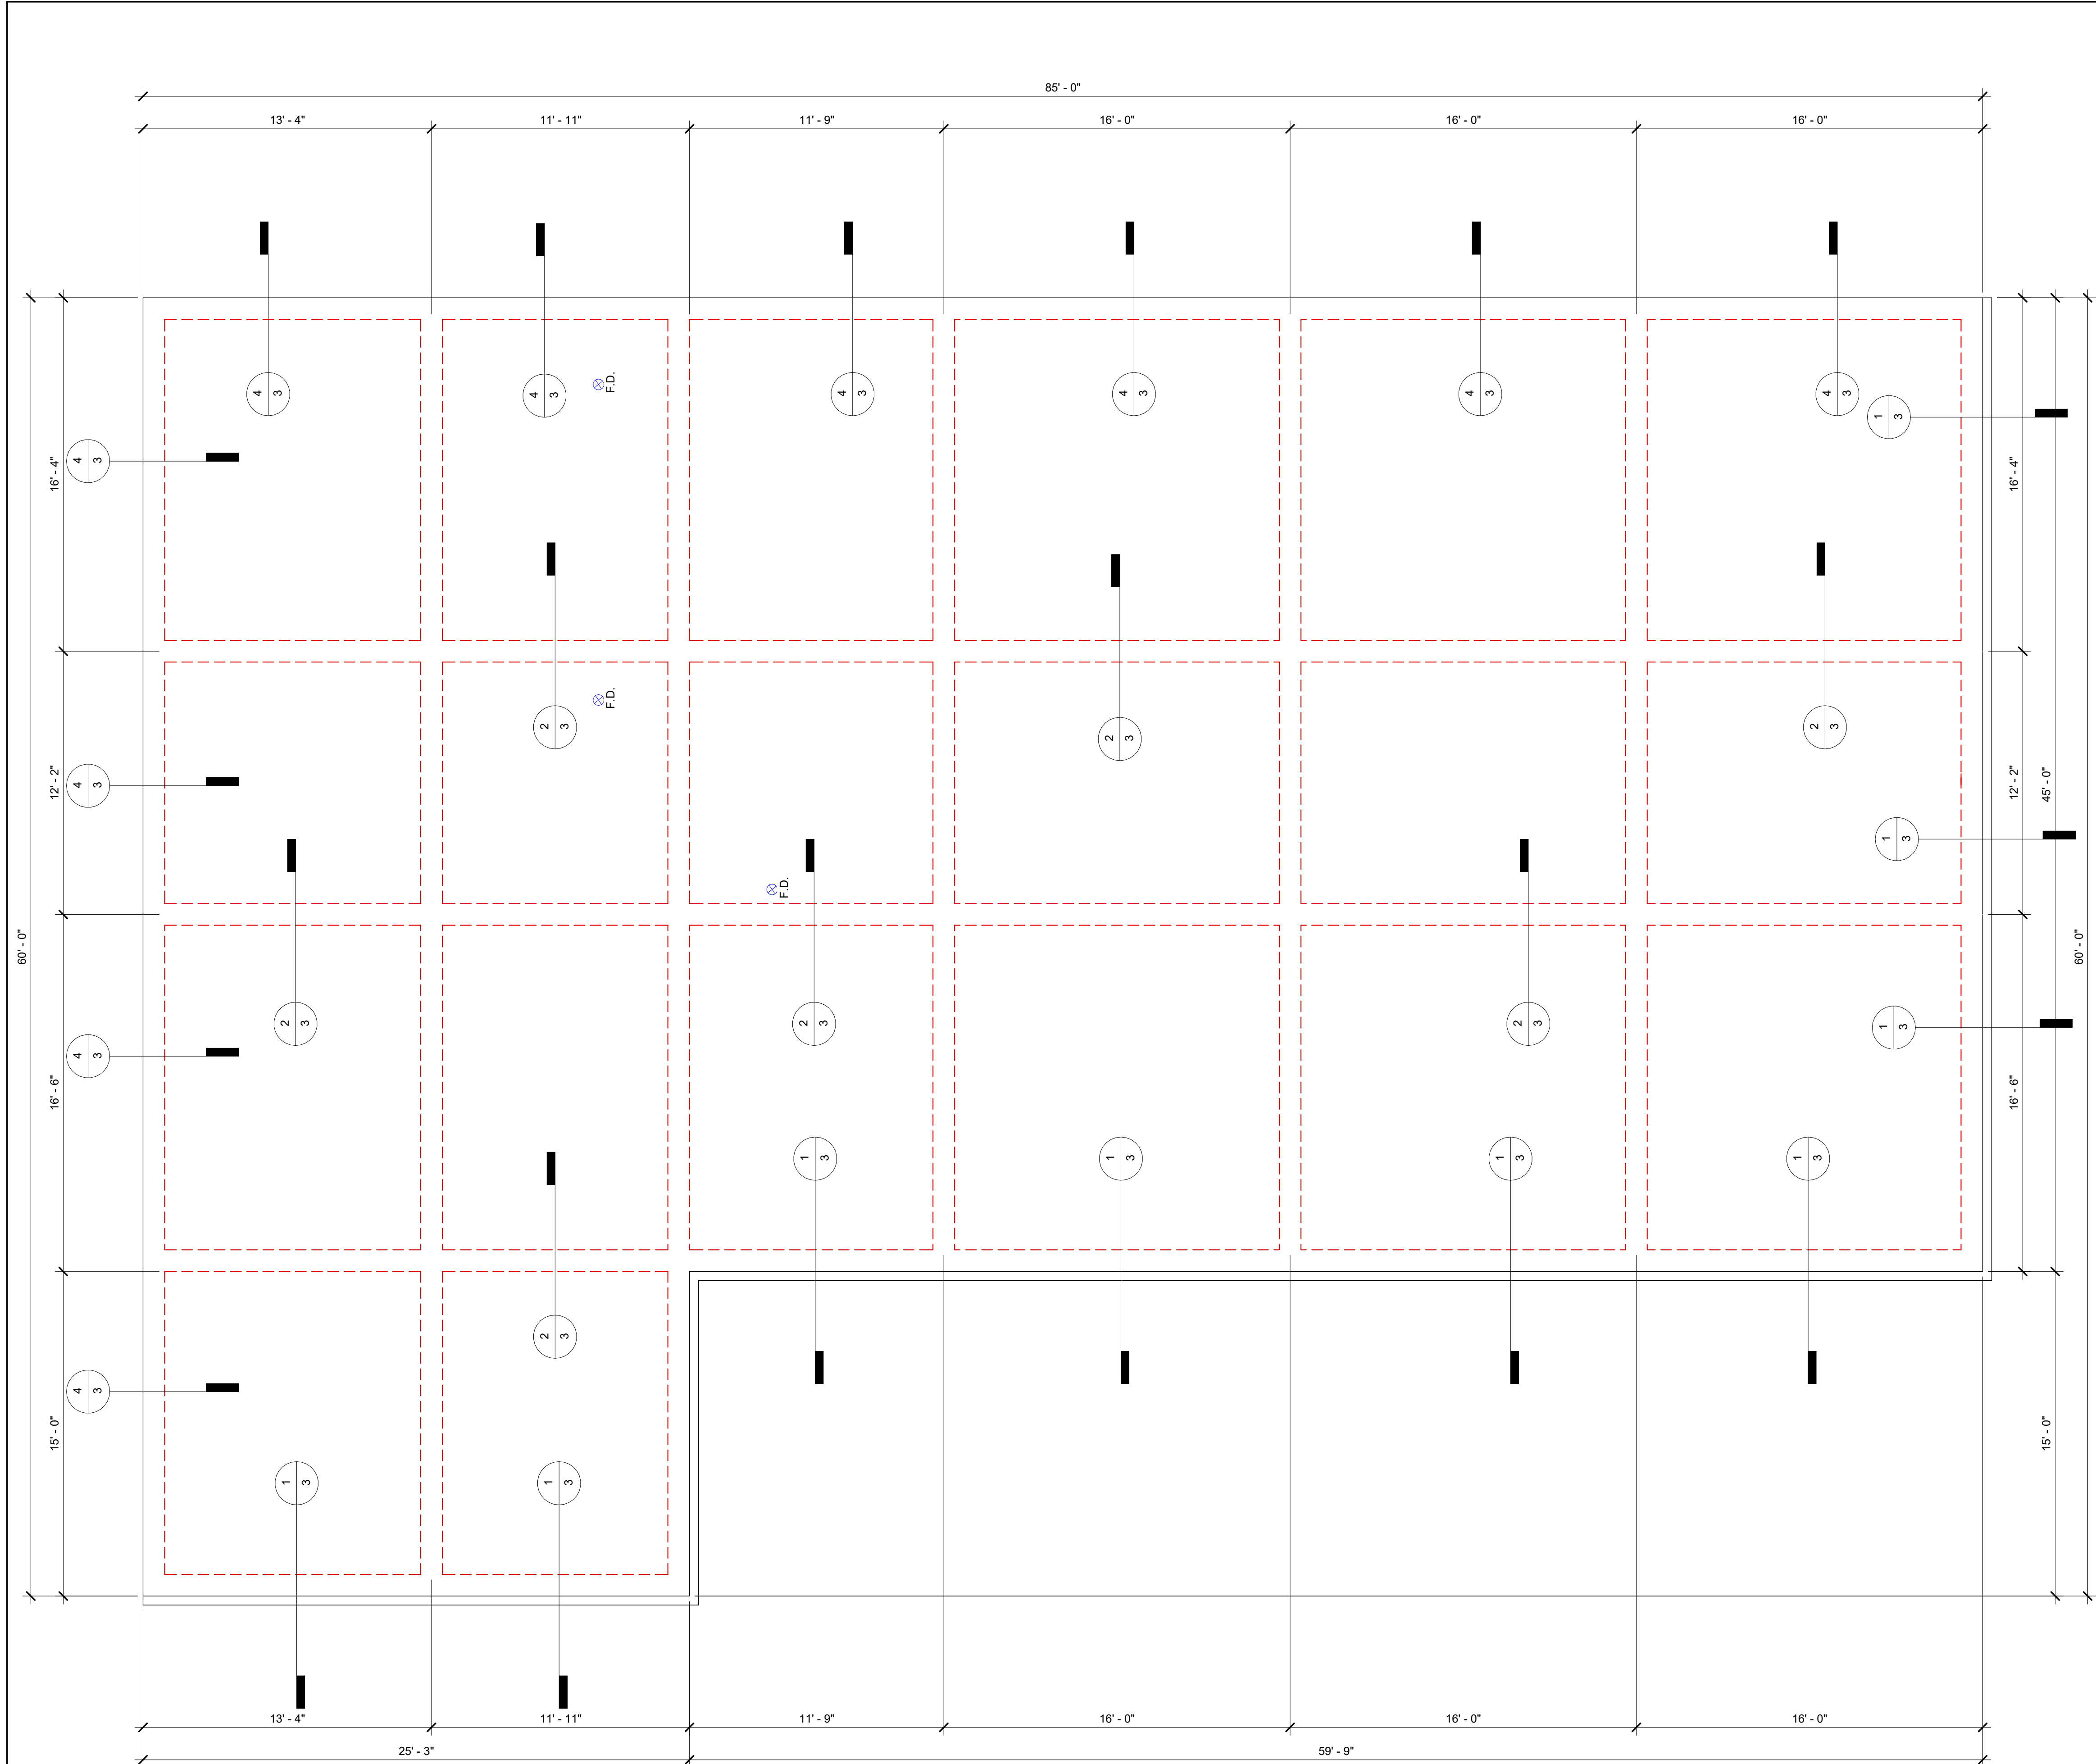 85' - 0"
13' - 4" 11' - 11" 11' - 9" 16' - 0" 16' - 0" 16' - 0"
4 3 4 3 4 3 4 3 4 3 4 3
F.D.
1 3
4 3
16' - 4" 16' - 4"
F.D.
2 3 2 3 2 3
4 3
12' - 2" 12' - 2" 45' - 0"
1 3
F.D.
60' - 0" 60' - 0"
2 3 2 3 2 3 1 3
4 3
16' - 6" 16' - 6"
1 3 1 3 1 3 1 3
2 3
4 3
15' - 0" 15' - 0"
1 3 1 3
13' - 4" 11' - 11" 11' - 9" 16' - 0" 16' - 0" 16' - 0"
25' - 3" 59' - 9"